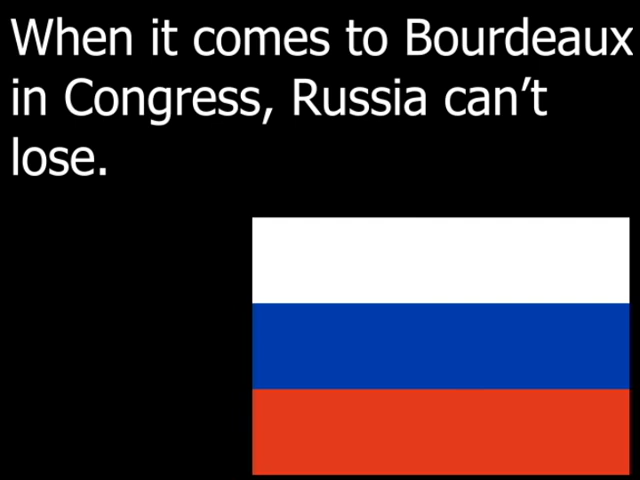 When it comes to Bourdeaux
in Congress, Russia can’t
lose.